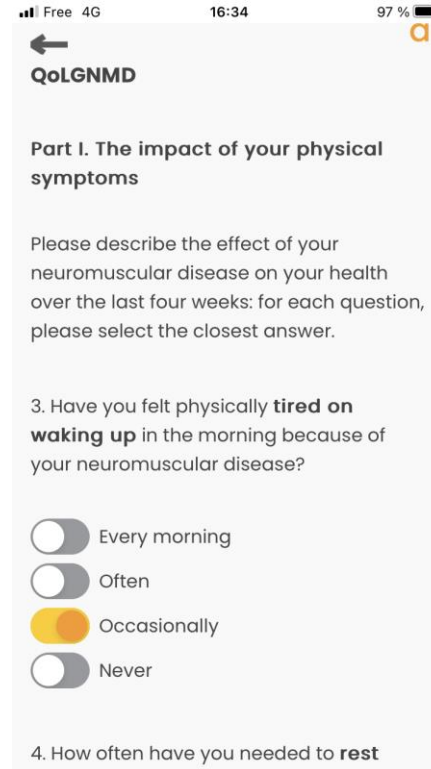 Free 4G 16:34 97 %
a
QoLGNMD
Part I. The impact of your physical
symptoms
Please describe the effect of your
neuromuscular disease on your health
over the last four weeks: for each question,
please select the closest answer.
3. Have you felt physically tired on
waking up in the morning because of
your neuromuscular disease?
Every morning
Often
Occasionally
Never
4. How often have you needed to rest